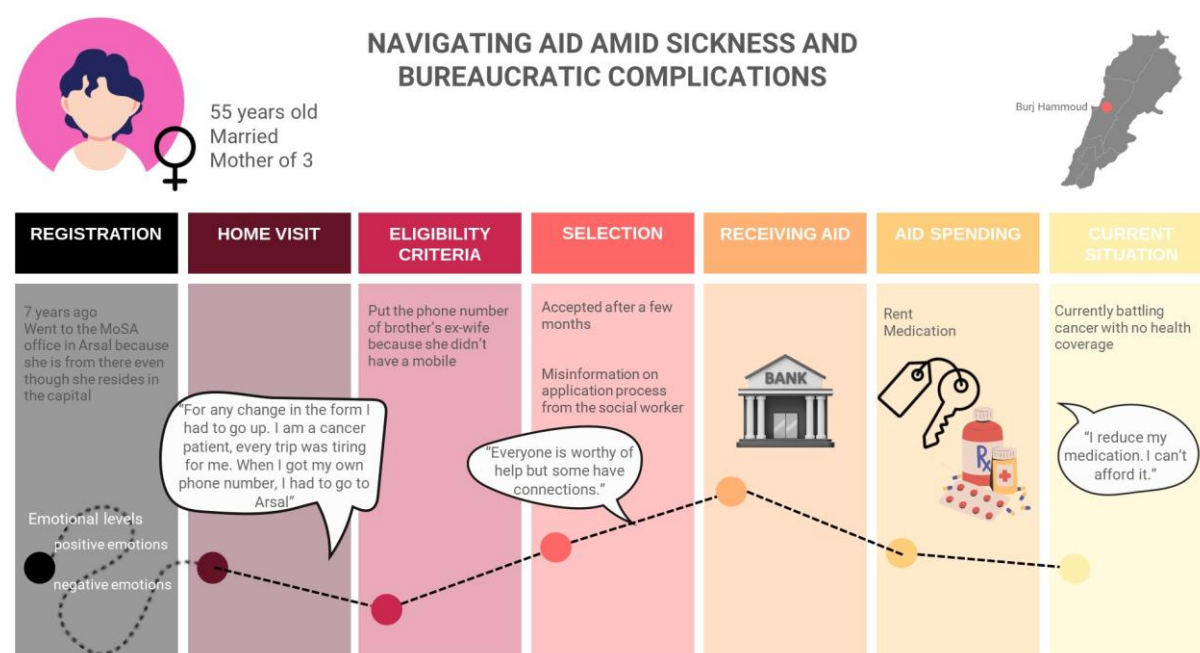 NAVIGATING AID AMID SICKNESS AND
BUREAUCRATIC COMPLICATIONS
55 years old
Married
Mother of 3
Burj Hammoud
REGISTRATION
7 years ago
Went to the MoSA
office in Arsal because
she is from there even
though she resides in
the capital
Emotional levels
positive emotions
negative emotions
HOME VISIT
"For any change in the form I
had to go up. I am a cancer
patient, every trip was tiring
for me. When I got my own
phone number, I had to go to
Arsal"
ELIGIBILITY
CRITERIA
Put the phone number
of brother's ex-wife
because she didn't
have a mobile
SELECTION
Accepted after a few
months
Misinformation on
application process
from the social worker
"Everyone is worthy of
help but some have
connections."
RECEIVING AID
BANK
AID SPENDING
Rent
Medication
Rx
CURRENT
SITUATION
Currently battling
cancer with no health
coverage
"I reduce my
medication. I can't
afford it."